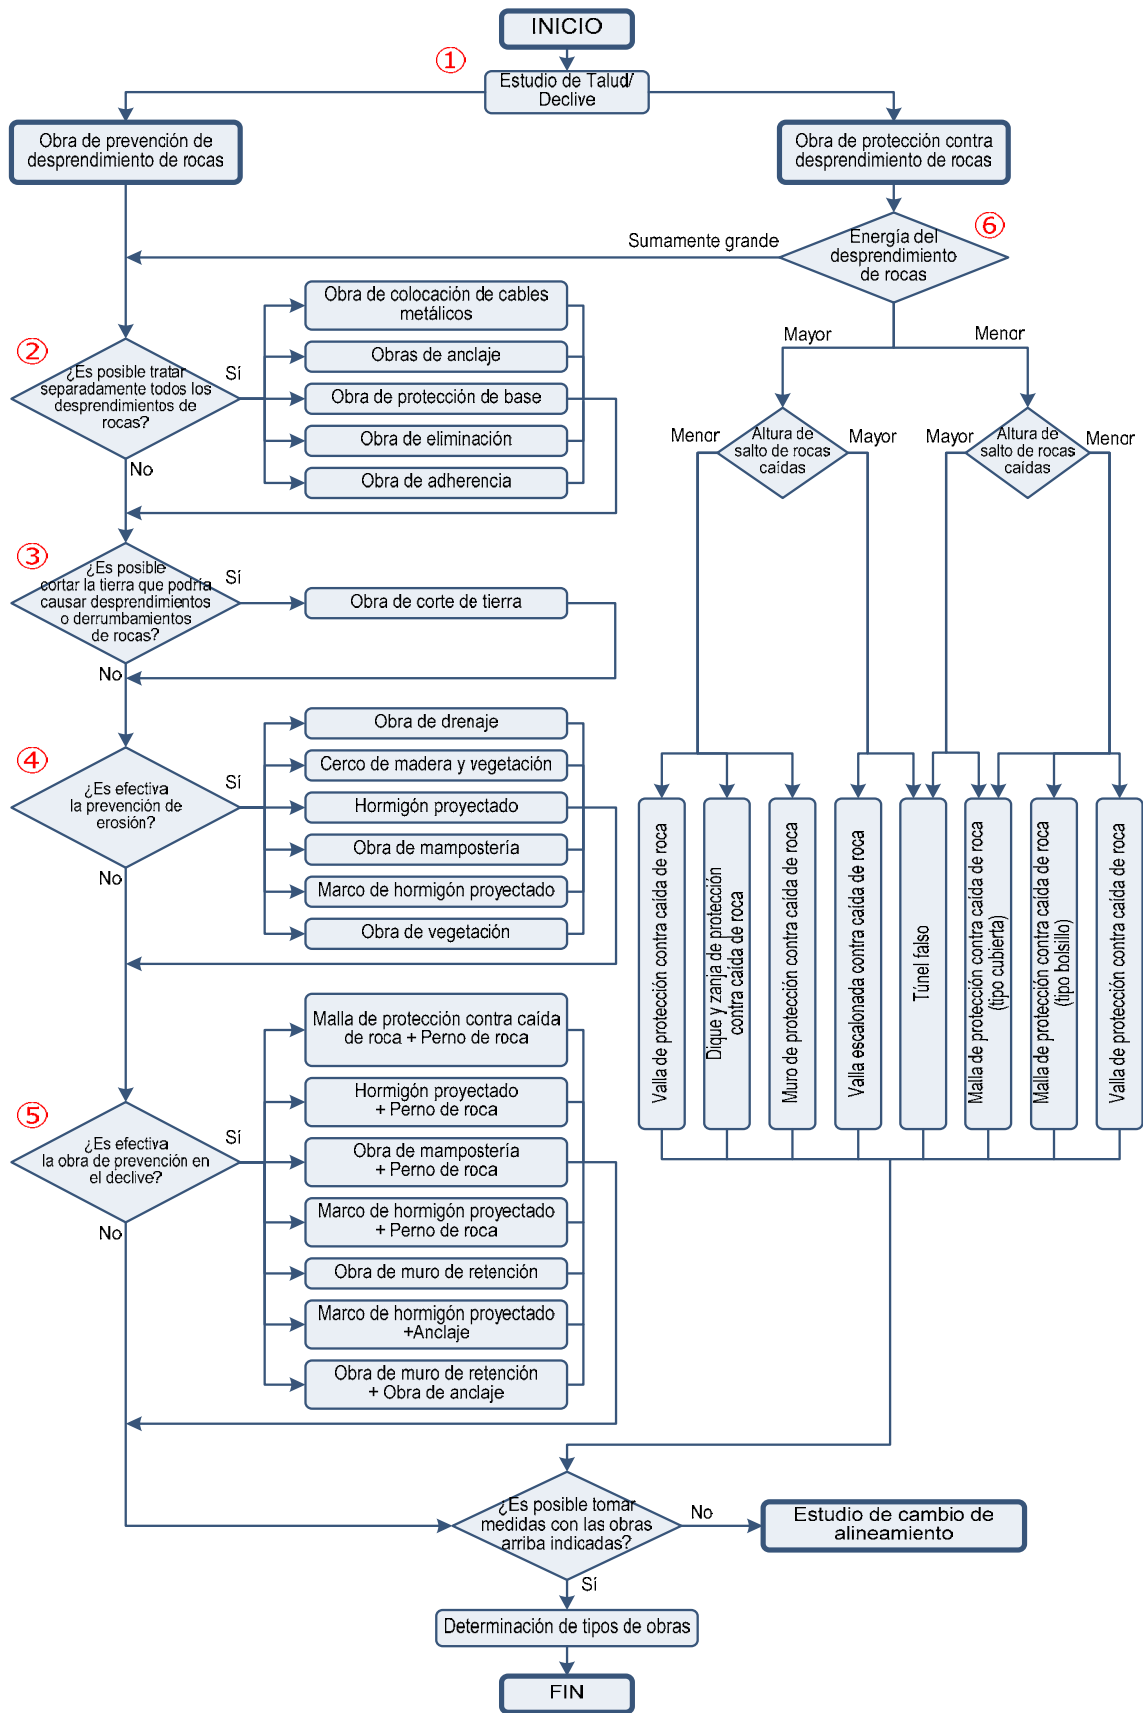 INICIO
①
Estudio de Talud/
Declive
Obra de prevención de
desprendimiento de rocas
Obra de protección contra
desprendimiento de rocas
⑥
Energía del
desprendimiento
de rocas
Sumamente grande
Mayor
Menor
②
¿Es posible tratar
separadamente todos los
desprendimientos de
rocas?
Sí
No
Obra de colocación de cables
metálicos
Obras de anclaje
Obra de protección de base
Obra de eliminación
Obra de adherencia
Menor
Altura de
salto de rocas
caídas
Mayor
Mayor
Altura de
salto de rocas
caídas
Menor
③
¿Es posible
cortar la tierra que podría
causar desprendimientos
o derrumbamientos
de rocas?
Sí
No
Obra de corte de tierra
④
¿Es efectiva
la prevención de
erosión?
Sí
No
Obra de drenaje
Cerco de madera y vegetación
Hormigón proyectado
Obra de mampostería
Marco de hormigón proyectado
Obra de vegetación
Valla de protección contra caída de roca
Dique y zanja de protección
contra caída de roca
Muro de protección contra caída de roca
Valla escalonada contra caída de roca
Túnel falso
Malla de protección contra caída de roca
(tipo cubierta)
Malla de protección contra caída de roca
(tipo bolsillo)
Valla de protección contra caída de roca
⑤
¿Es efectiva
la obra de prevención en
el declive?
Sí
No
Malla de protección contra caída
de roca + Perno de roca
Hormigón proyectado
+ Perno de roca
Obra de mampostería
+ Perno de roca
Marco de hormigón proyectado
+ Perno de roca
Obra de muro de retención
Marco de hormigón proyectado
+Anclaje
Obra de muro de retención
+ Obra de anclaje
¿Es posible tomar
medidas con las obras
arriba indicadas?
No
Estudio de cambio de
alineamiento
Sí
Determinación de tipos de obras
FIN